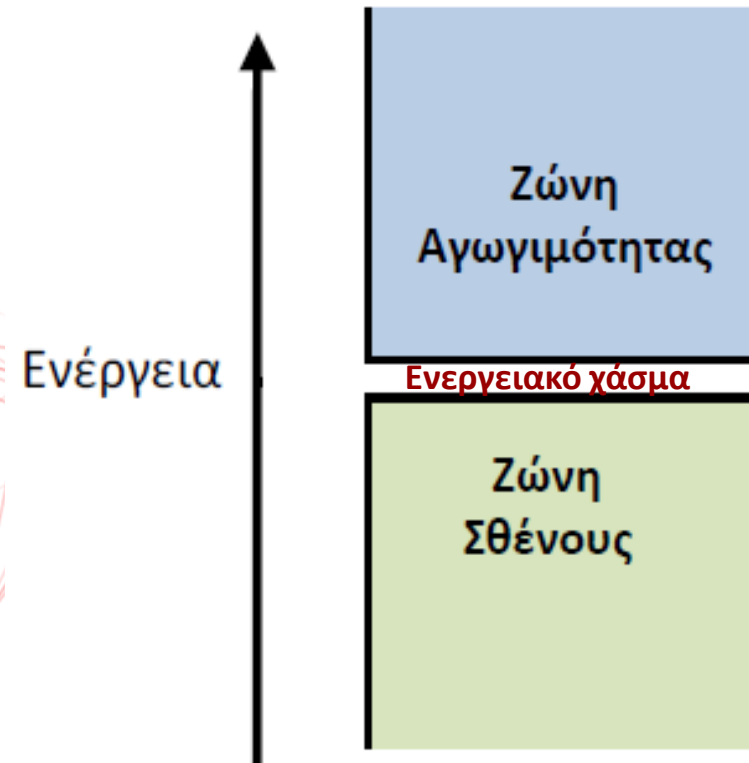 Ζώνη
Αγωγιμότητας
Ενέργεια
Ενεργειακό χάσμα
Ζώνη
Σθένους